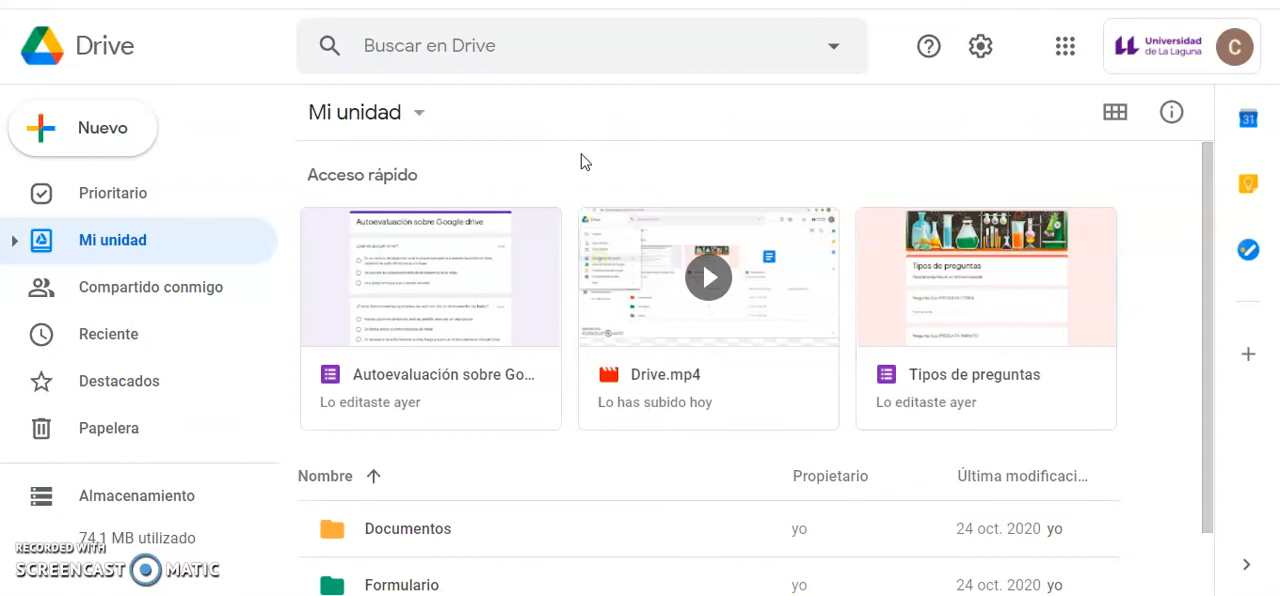 Drive
Buscar en Drive
Universidad
de La Laguna
C
Nuevo
Mi unidad
31
Prioritario
Acceso rápido
Mi unidad
Autoevaluación sobre Google drive
Tipos de preguntas
Compartido conmigo
Reciente
Autoevaluación sobre Go...
Drive.mp4
Tipos de preguntas
Destacados
Lo editaste ayer
Lo has subido hoy
Lo editaste ayer
Papelera
Nombre
Propietario
Última modificaci...
Almacenamiento
74,1 MB utilizado
Documentos
yo
24 oct. 2020 yo
RECORDED WITH
SCREENCAST MATIC
Formulario
yo
24 oct. 2020 yo